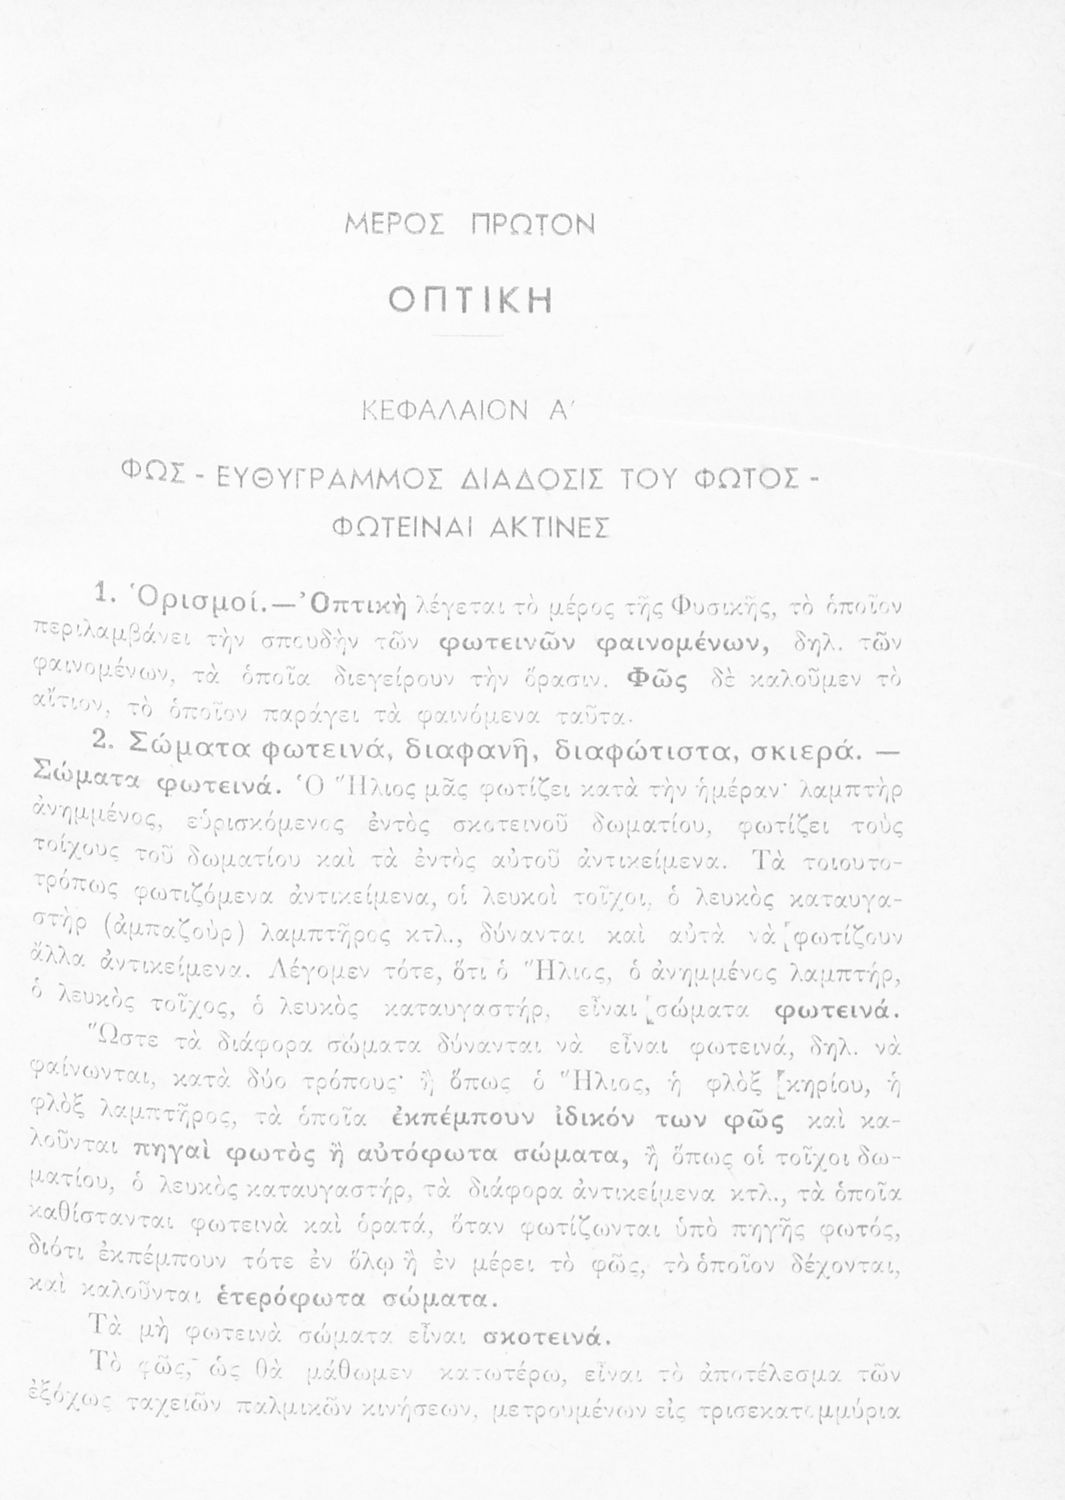 ΜΕΡΟΣ ΠΡΩΤΟΝ
ΟΠΤΙΚΗ
ΚΕΦΑΛΑΙΟΝ Α΄
ΦΩΣ - ΕΥΘΥΓΡΑΜΜΟΣ ΔΙΑΔΟΣΙΣ ΤΟΥ ΦΩΤΟΣ -
ΦΩΤΕΙΝΑΙ ΑΚΤΙΝΕΣ
1. Ὁρισμοί.—Ὀπτικὴ λέγεται τὸ μέρος τῆς Φυσικῆς, τὸ ὁποῖον
περιλαμβάνει τὴν σπουδὴν τῶν φωτεινῶν φαινομένων, δηλ. τῶν
φαινομένων, τὰ ὁποῖα διεγείρουν τὴν ὅρασιν. Φῶς δὲ καλοῦμεν τὸ
αἴτιον, τὸ ὁποῖον παράγει τὰ φαινόμενα ταῦτα.
2. Σώματα φωτεινά, διαφανῆ, διαφώτιστα, σκιερά. —
Σώματα φωτεινά. Ὁ Ἥλιος μᾶς φωτίζει κατὰ τὴν ἡμέραν· λαμπτὴρ
ἀνημμένος, εὑρισκόμενος ἐντὸς σκοτεινοῦ δωματίου, φωτίζει τοὺς
τοίχους τοῦ δωματίου καὶ τὰ ἐντὸς αὐτοῦ ἀντικείμενα. Τὰ τοιουτο-
τρόπως φωτιζόμενα ἀντικείμενα, οἱ λευκοὶ τοῖχοι, ὁ λευκὸς καταυγα-
στὴρ (ἀμπαζοὺρ) λαμπτῆρος κτλ., δύνανται καὶ αὐτὰ νὰ φωτίζουν
ἄλλα ἀντικείμενα. Λέγομεν τότε, ὅτι ὁ Ἥλιος, ὁ ἀνημμένος λαμπτήρ,
ὁ λευκὸς τοῖχος, ὁ λευκὸς καταυγαστήρ, εἶναι σώματα φωτεινά.
Ὥστε τὰ διάφορα σώματα δύνανται νὰ εἶναι φωτεινά, δηλ. νὰ
φαίνωνται, κατὰ δύο τρόπους· ἢ ὅπως ὁ Ἥλιος, ἡ φλὸξ κηρίου, ἡ
φλὸξ λαμπτῆρος, τὰ ὁποῖα ἐκπέμπουν ἰδικόν των φῶς καὶ κα-
λοῦνται πηγαὶ φωτὸς ἢ αὐτόφωτα σώματα, ἢ ὅπως οἱ τοῖχοι δω-
ματίου, ὁ λευκὸς καταυγαστήρ, τὰ διάφορα ἀντικείμενα κτλ., τὰ ὁποῖα
καθίστανται φωτεινὰ καὶ ὁρατά, ὅταν φωτίζωνται ὑπὸ πηγῆς φωτός,
διότι ἐκπέμπουν τότε ἐν ὅλῳ ἢ ἐν μέρει τὸ φῶς, τὸ ὁποῖον δέχονται,
καὶ καλοῦνται ἑτερόφωτα σώματα.
Τὰ μὴ φωτεινὰ σώματα εἶναι σκοτεινά.
Τὸ φῶς, ὡς θὰ μάθωμεν κατωτέρω, εἶναι τὸ ἀποτέλεσμα τῶν
ἐξόχως ταχειῶν παλμικῶν κινήσεων, μετρουμένων εἰς τρισεκατομμύρια